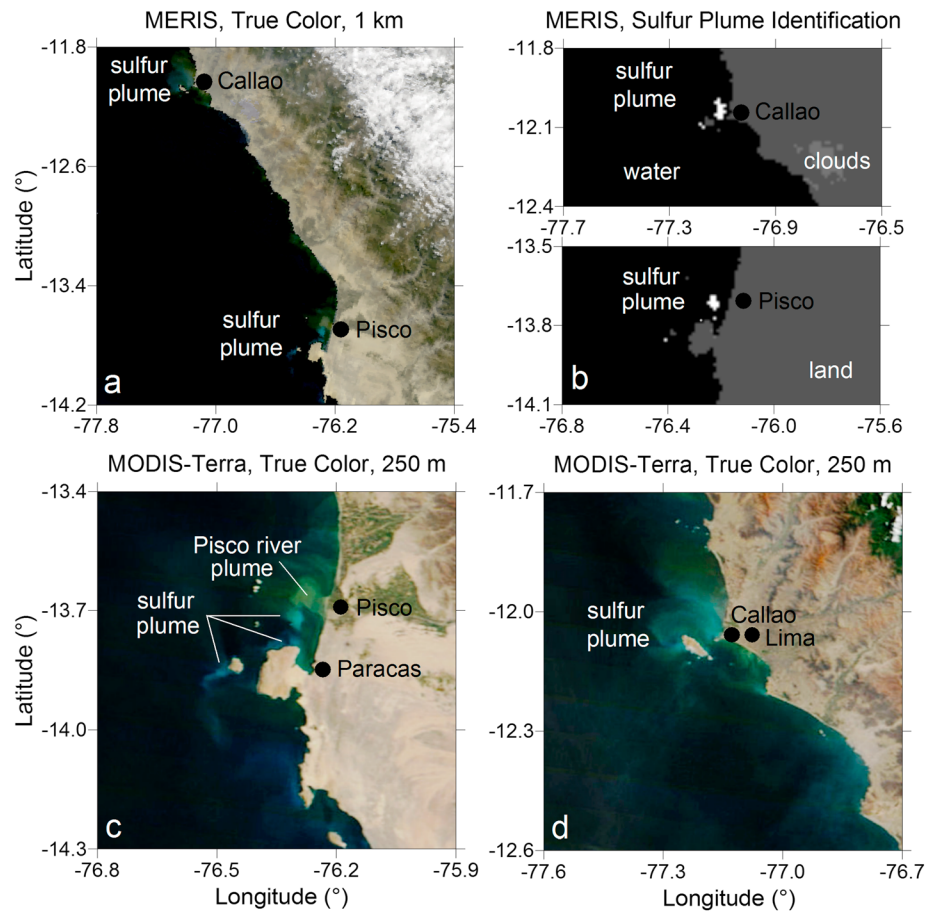 MERIS, True Color, 1 km
MERIS, Sulfur Plume Identification
-11.8
-12.6
-13.4
-14.2
Latitude (°)
sulfur
plume
Callao
sulfur
plume
Pisco
a
-77.8
-77.0
-76.2
-75.4
-11.8
-12.1
-12.4
sulfur
plume
Callao
water
clouds
-77.7
-77.3
-76.9
-76.5
-13.5
-13.8
-14.1
sulfur
plume
Pisco
land
b
-76.8
-76.4
-76.0
-75.6
MODIS-Terra, True Color, 250 m
MODIS-Terra, True Color, 250 m
-13.4
-13.7
-14.0
-14.3
Latitude (°)
Pisco river
plume
sulfur
plume
Pisco
Paracas
c
-76.8
-76.5
-76.2
-75.9
Longitude (°)
-11.7
-12.0
-12.3
-12.6
sulfur
plume
Callao
Lima
d
-77.6
-77.3
-77.0
-76.7
Longitude (°)